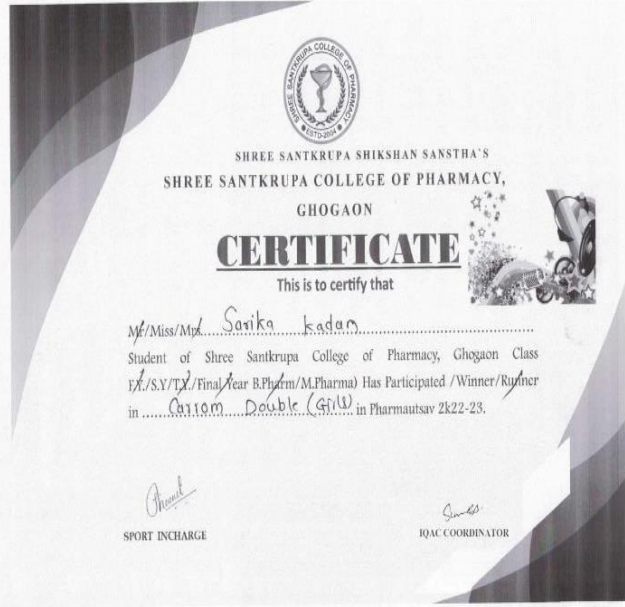 SHREE SANTKRUPA COLLEGE OF PHARMACY
ESTD-2004
SHREE SANTKRUPA SHIKSHAN SANSTHA'S
SHREE SANTKRUPA COLLEGE OF PHARMACY,
GHOGAON
CERTIFICATE
This is to certify that
Mr/Miss/Mrs. Sarika kadam
Student of Shree Santkrupa College of Pharmacy, Ghogaon Class
F.Y./S.Y/T.Y./Final Year B.Pharm/M.Pharma) Has Participated /Winner/Runner
in Carrom Double (Girls) in Pharmautsav 2k22-23.
SPORT INCHARGE
IQAC COORDINATOR